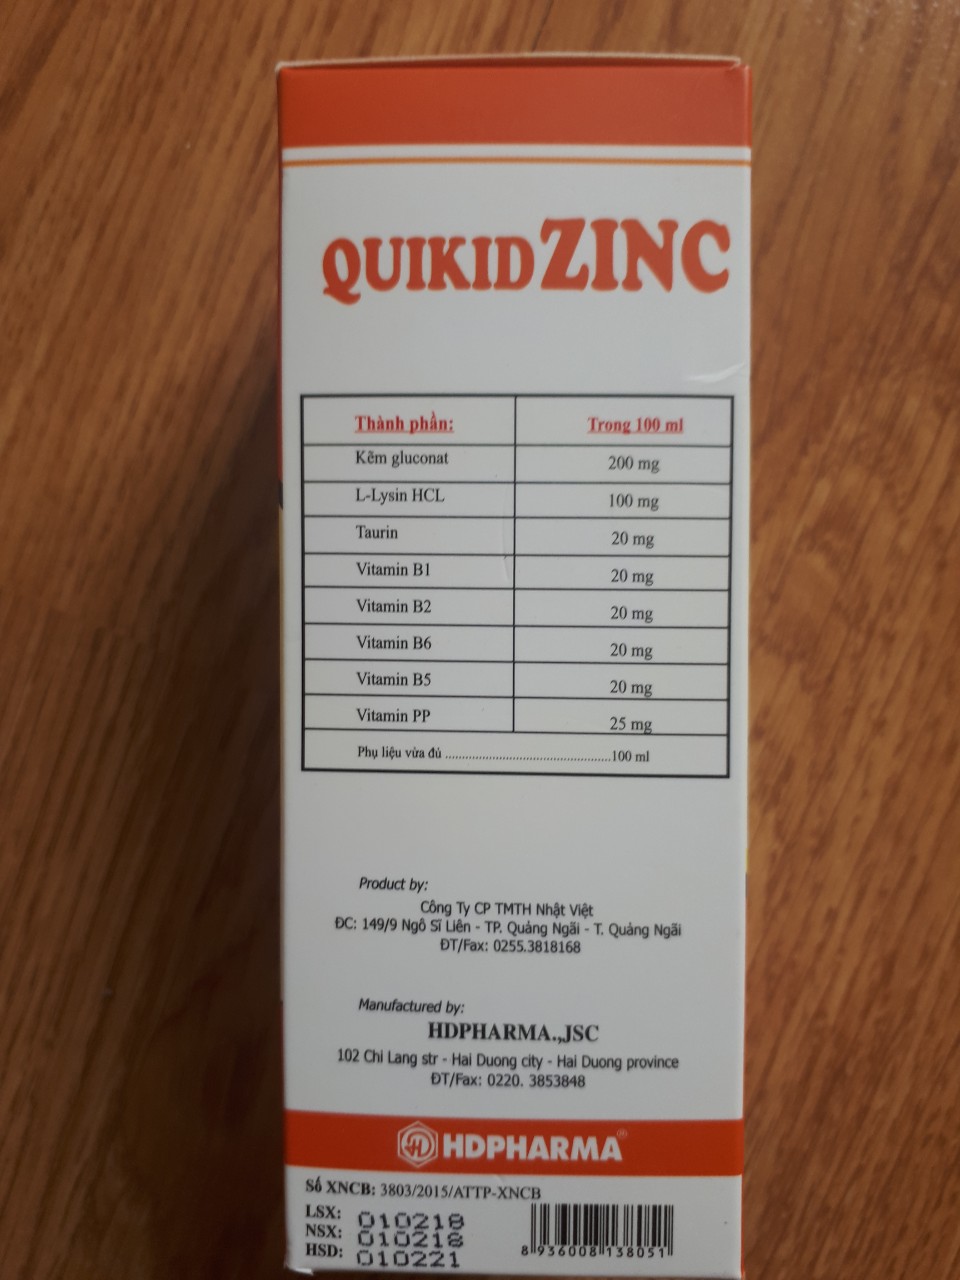 QUIKID ZINC
Thành phần: Trong 100 ml
Kẽm gluconat 200 mg
L-Lysin HCL 100 mg
Taurin 20 mg
Vitamin B1 20 mg
Vitamin B2 20 mg
Vitamin B6 20 mg
Vitamin B5 20 mg
Vitamin PP 25 mg
Phụ liệu vừa đủ ..................................................100 ml
Product by:
Công Ty CP TMTH Nhật Việt
ĐC: 149/9 Ngô Sĩ Liên - TP. Quảng Ngãi - T. Quảng Ngãi
ĐT/Fax: 0255.3818168
Manufactured by:
HDPHARMA.,JSC
102 Chi Lang str - Hai Duong city - Hai Duong province
ĐT/Fax: 0220. 3853848
HD HDPHARMA®
Số XNCB: 3803/2015/ATTP-XNCB
LSX: 010218
NSX: 010218
HSD: 010221
8 936008 138051